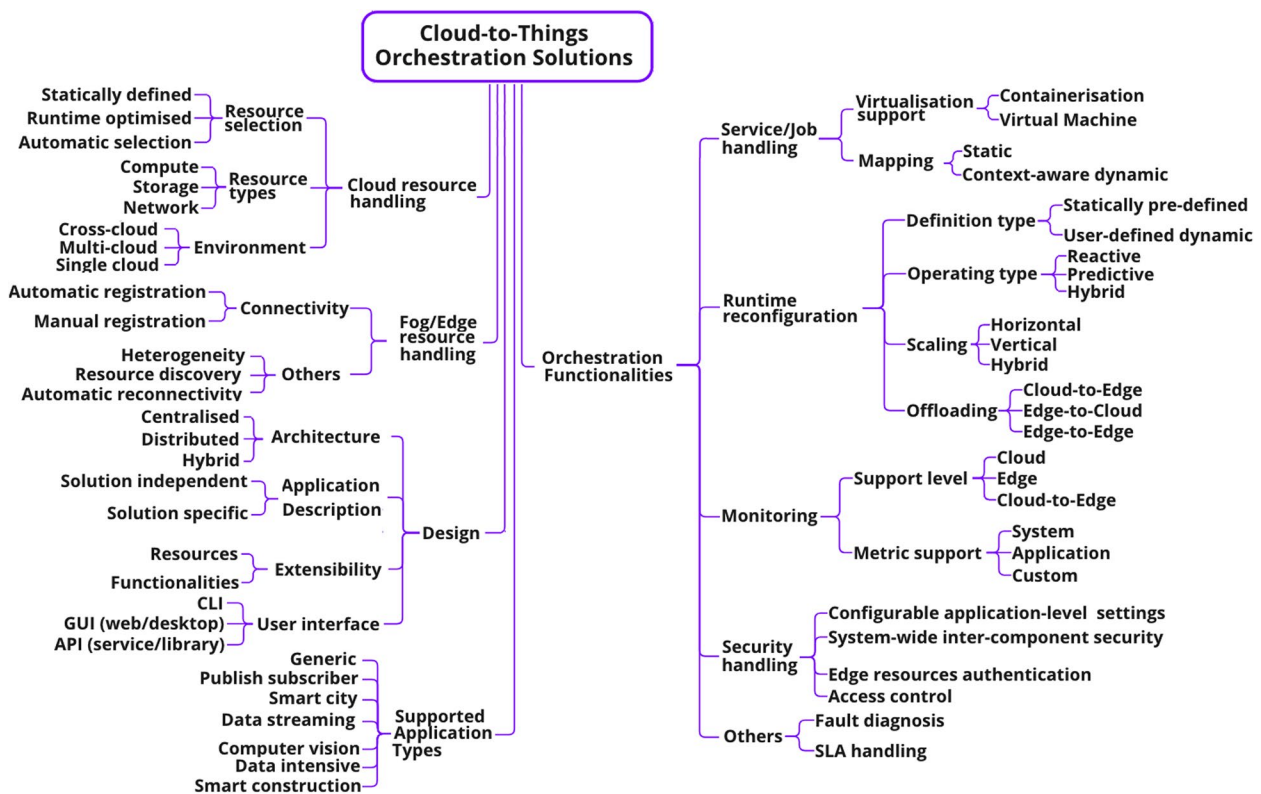 Cloud-to-Things
Orchestration Solutions
Statically defined
Runtime optimised
Automatic selection
Resource
selection
Compute
Storage
Network
Resource
types
Cross-cloud
Multi-cloud
Single cloud
Environment
Cloud resource
handling
Automatic registration
Manual registration
Connectivity
Heterogeneity
Resource discovery
Automatic reconnectivity
Others
Fog/Edge
resource
handling
Centralised
Distributed
Hybrid
Architecture
Solution independent
Solution specific
Application
Description
Resources
Functionalities
Extensibility
CLI
GUI (web/desktop)
API (service/library)
User interface
Design
Generic
Publish subscriber
Smart city
Data streaming
Computer vision
Data intensive
Smart construction
Supported
Application
Types
Orchestration
Functionalities
Service/Job
handling
Virtualisation
support
Containerisation
Virtual Machine
Mapping
Static
Context-aware dynamic
Runtime
reconfiguration
Definition type
Statically pre-defined
User-defined dynamic
Operating type
Reactive
Predictive
Hybrid
Scaling
Horizontal
Vertical
Hybrid
Offloading
Cloud-to-Edge
Edge-to-Cloud
Edge-to-Edge
Monitoring
Support level
Cloud
Edge
Cloud-to-Edge
Metric support
System
Application
Custom
Security
handling
Configurable application-level settings
System-wide inter-component security
Edge resources authentication
Access control
Others
Fault diagnosis
SLA handling